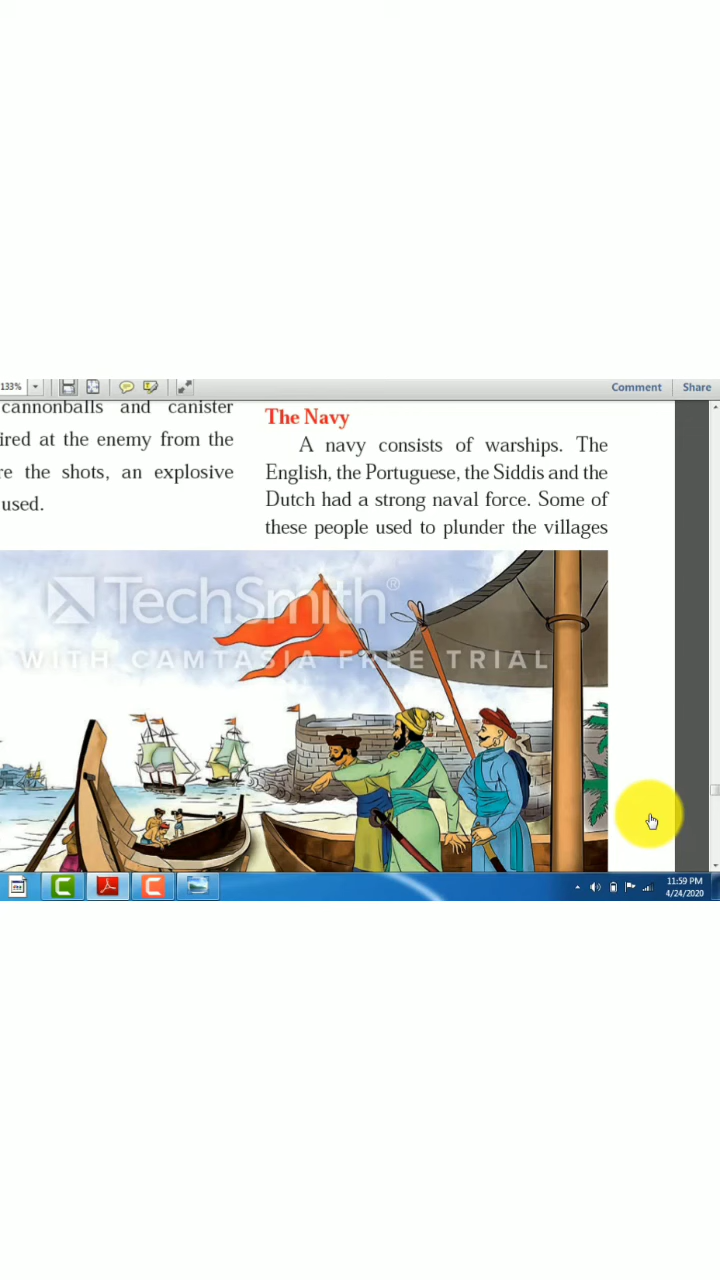 133%
Comment
Share
cannonballs and canister
ired at the enemy from the
re the shots, an explosive
used.
The Navy
A navy consists of warships. The
English, the Portuguese, the Siddis and the
Dutch had a strong naval force. Some of
these people used to plunder the villages
TechSmith®
WITH CAMTASIA FREE TRIAL
11:59 PM
4/24/2020